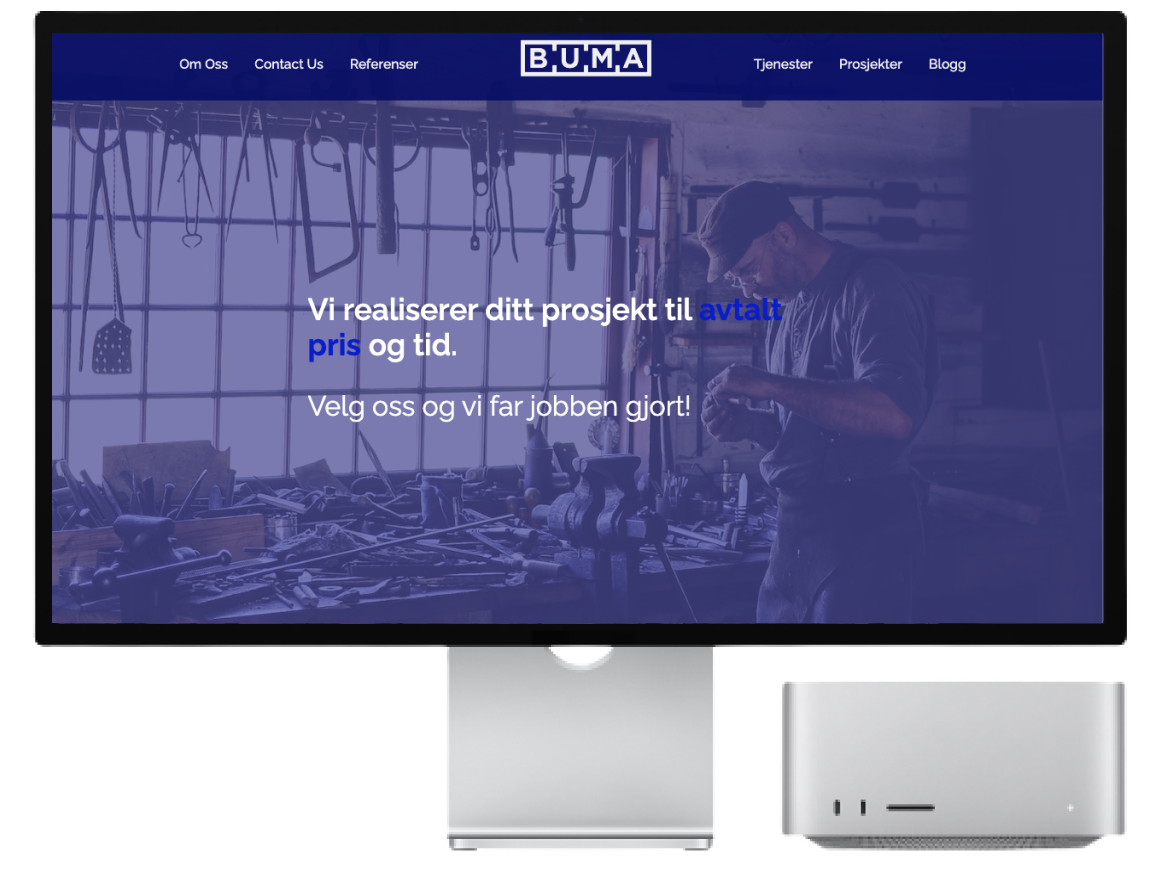 Om Oss Contact Us Referenser BUMA Tjenester Prosjekter Blogg
Vi realiserer ditt prosjekt til avtalt
pris og tid.
Velg oss og vi far jobben gjort!